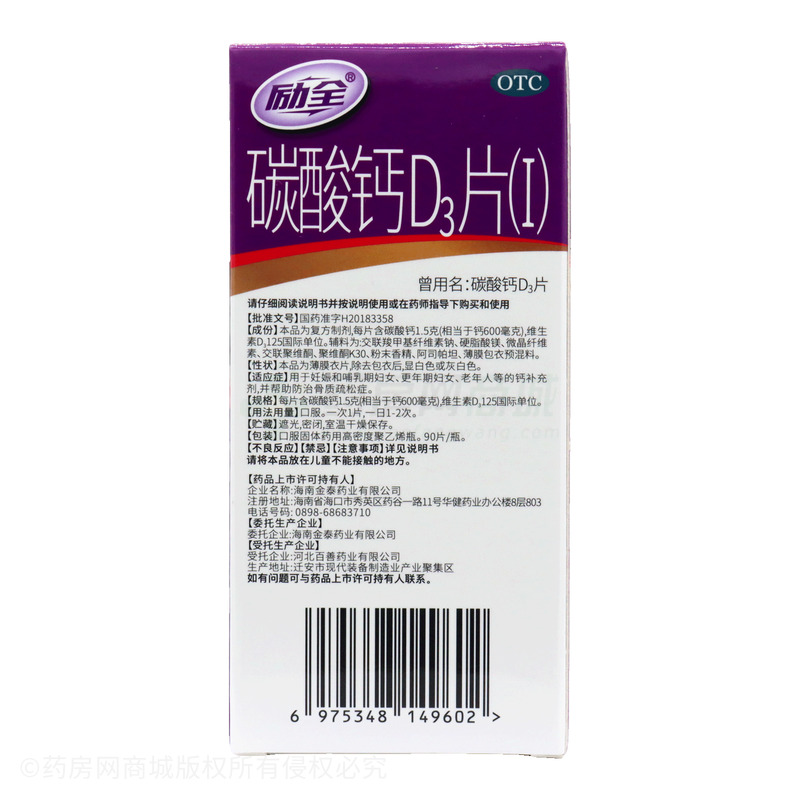 励全®
OTC
碳酸钙D₃片(I)
曾用名:碳酸钙D₃片
请仔细阅读说明书并按说明使用或在药师指导下购买和使用
【批准文号】国药准字H20183358
【成份】本品为复方制剂,每片含碳酸钙1.5克(相当于钙600毫克),维生
素D₃125国际单位。辅料为:交联羧甲基纤维素钠、硬脂酸镁、微晶纤维
素、交联聚维酮、聚维酮K30、粉末香精、阿司帕坦、薄膜包衣预混料。
【性状】本品为薄膜衣片,除去包衣后,显白色或灰白色。
【适应症】用于妊娠和哺乳期妇女、更年期妇女、老年人等的钙补充
剂,并帮助防治骨质疏松症。
【规格】每片含碳酸钙1.5克(相当于钙600毫克),维生素D₃125国际单位。
【用法用量】口服。一次1片,一日1-2次。
【贮藏】遮光,密闭,室温干燥保存。
【包装】口服固体药用高密度聚乙烯瓶。90片/瓶。
【不良反应】【禁忌】【注意事项】详见说明书
请将本品放在儿童不能接触的地方。
【药品上市许可持有人】
企业名称:海南金泰药业有限公司
注册地址:海南省海口市秀英区药谷一路11号华健药业办公楼8层803
电话号码: 0898-68683710
【委托生产企业】
委托企业:海南金泰药业有限公司
【受托生产企业】
受托企业:河北百善药业有限公司
生产地址:迁安市现代装备制造业产业聚集区
如有问题可与药品上市许可持有人联系。
6 975348 149602 >
©药房网商城版权所有侵权必究